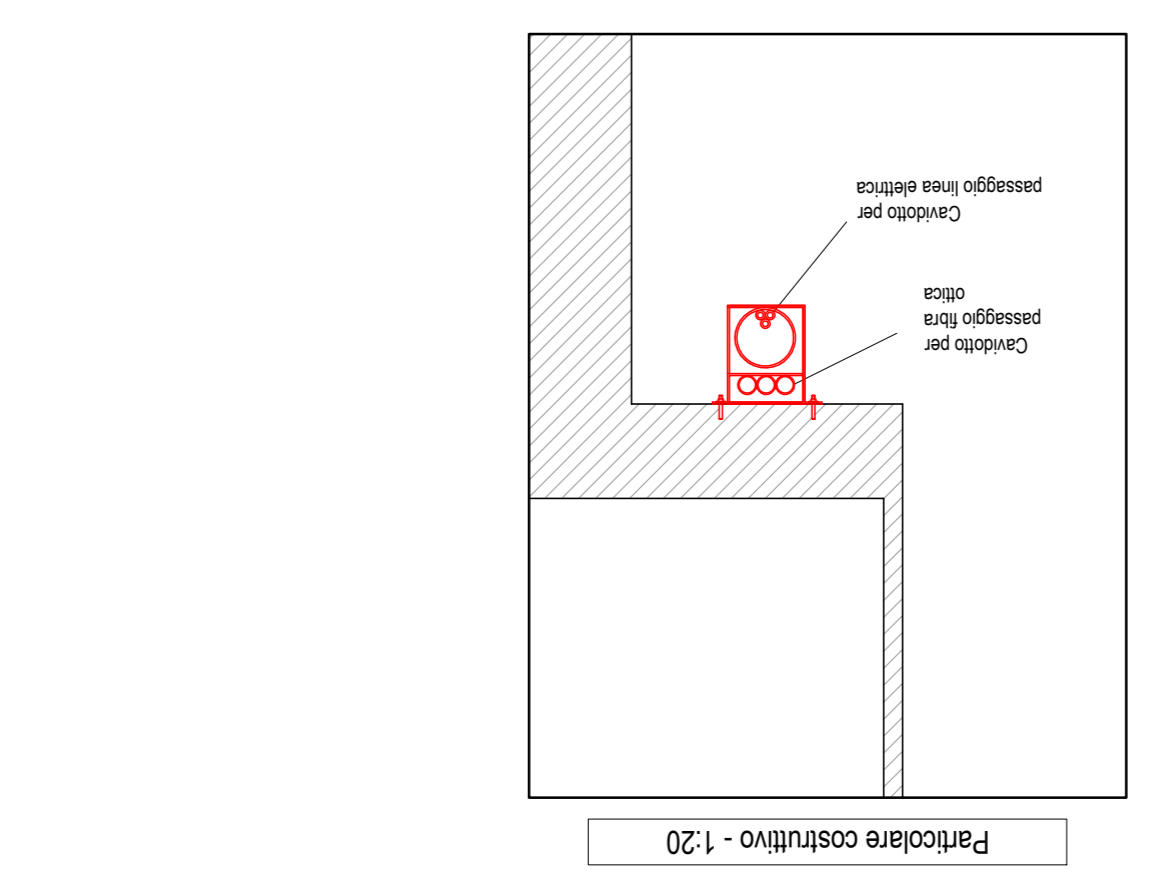 Particolare costruttivo - 1:20
Cavidotto per
passaggio fibra
ottica
Cavidotto per
passaggio linea elettrica